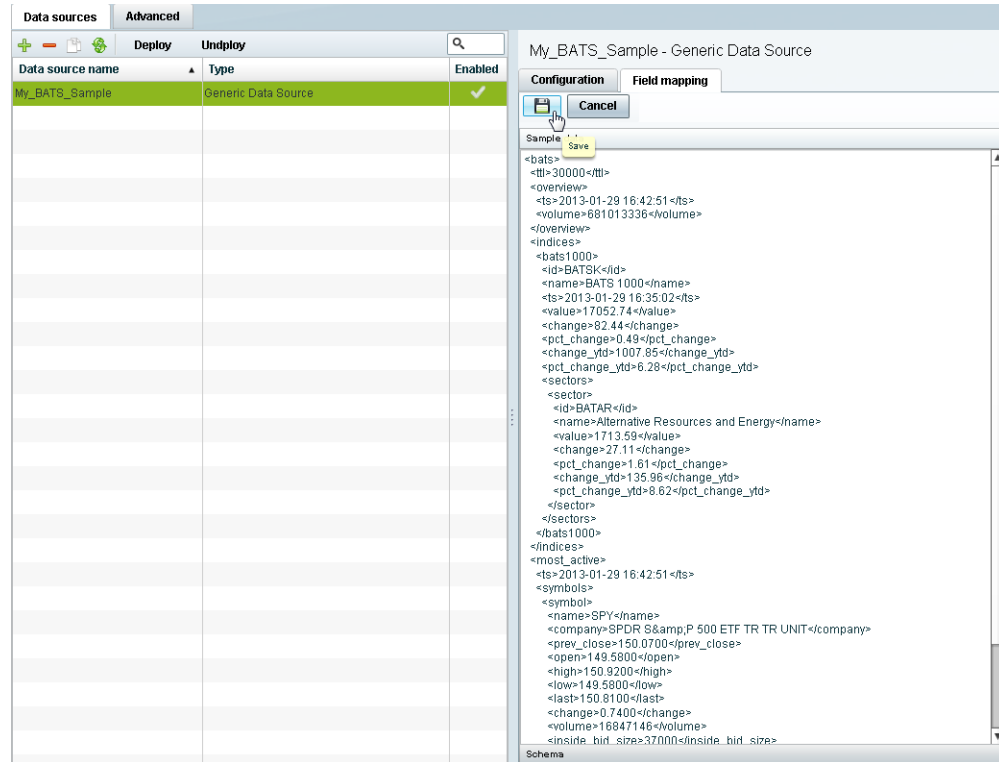 Data sources
Advanced
Deploy
Undploy
Data source name
Type
Enabled
My_BATS_Sample
Generic Data Source
My_BATS_Sample - Generic Data Source
Configuration
Field mapping
Cancel
Sample
Save
<bats>
<ttl>30000</ttl>
<overview>
<ts>2013-01-29 16:42:51</ts>
<volume>681013336</volume>
</overview>
<indices>
<bats1000>
<id>BATSK</id>
<name>BATS 1000</name>
<ts>2013-01-29 16:35:02</ts>
<value>17052.74</value>
<change>82.44</change>
<pct_change>0.49</pct_change>
<change_ytd>1007.85</change_ytd>
<pct_change_ytd>6.28</pct_change_ytd>
<sectors>
<sector>
<id>BATAR</id>
<name>Alternative Resources and Energy</name>
<value>1713.59</value>
<change>27.11</change>
<pct_change>1.61</pct_change>
<change_ytd>135.96</change_ytd>
<pct_change_ytd>8.62</pct_change_ytd>
</sector>
</sectors>
</bats1000>
</indices>
<most_active>
<ts>2013-01-29 16:42:51</ts>
<symbols>
<symbol>
<name>SPY</name>
<company>SPDR S&amp;P 500 ETF TR TR UNIT</company>
<prev_close>150.0700</prev_close>
<open>149.5800</open>
<high>150.9200</high>
<low>149.5800</low>
<last>150.8100</last>
<change>0.7400</change>
<volume>16847146</volume>
<inside_bid_size>37000</inside_bid_size>
Schema